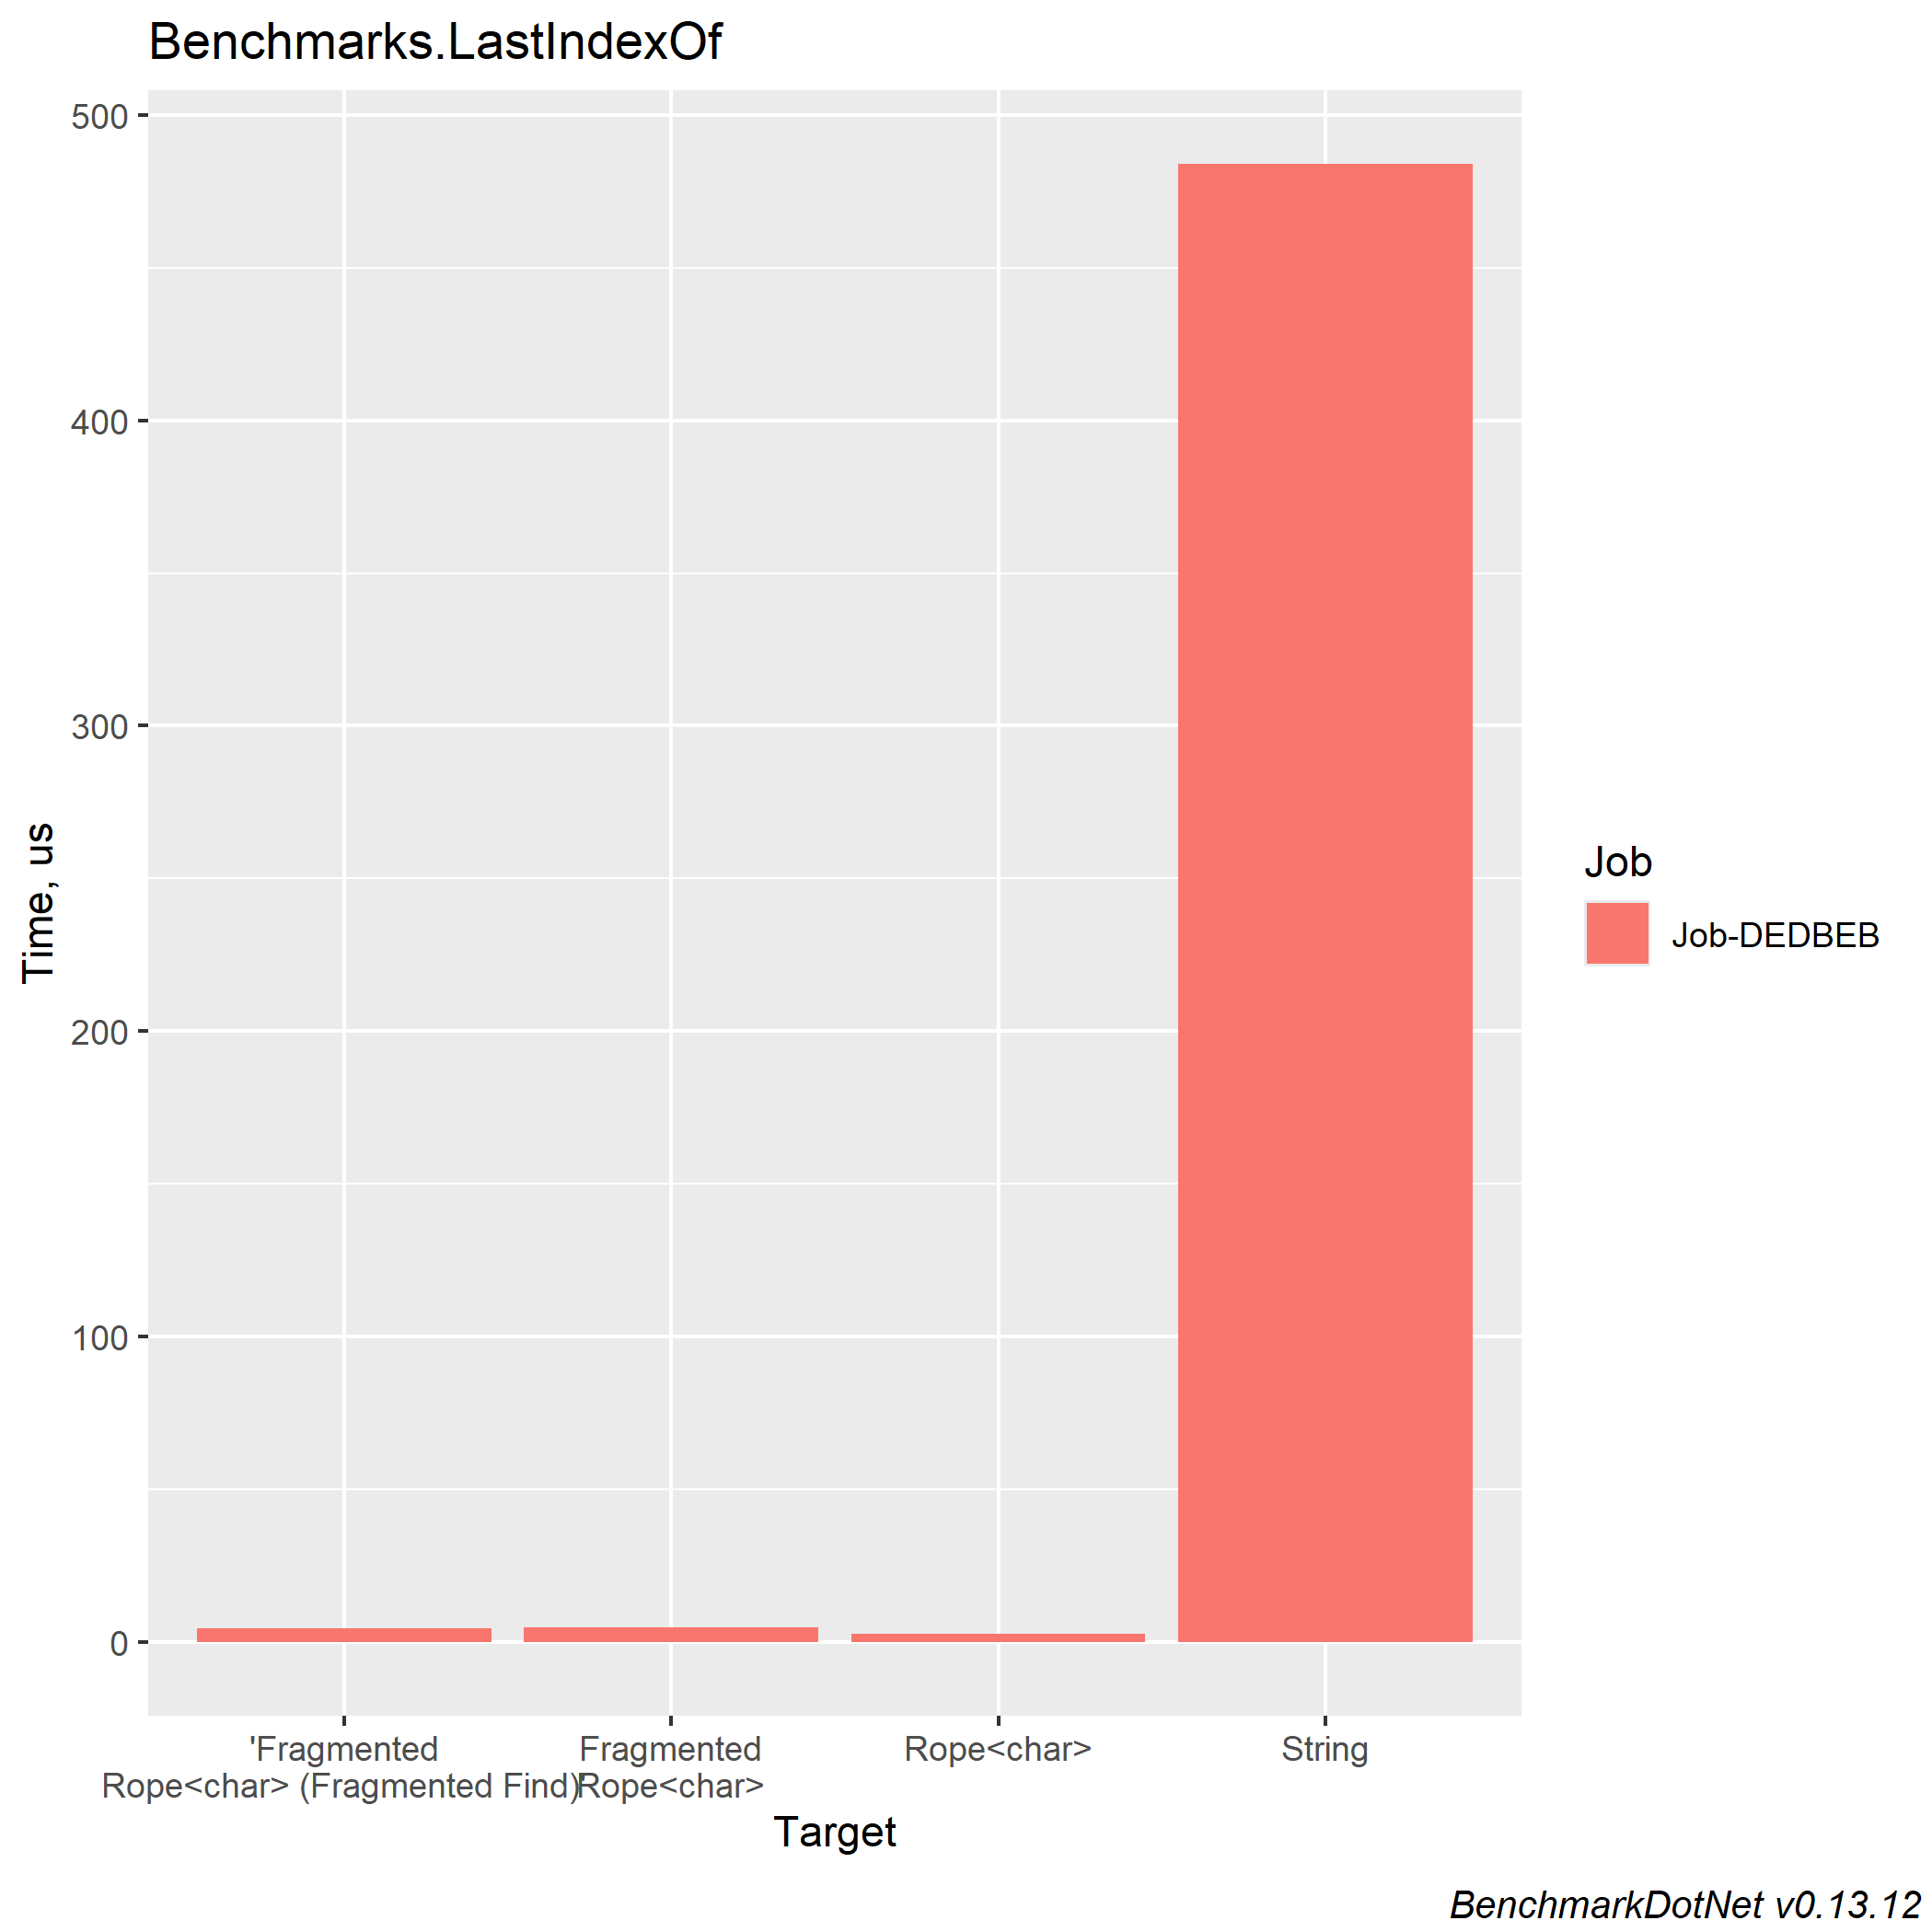 Benchmarks.LastIndexOf
500
400
300
200
100
0
Time, us
'Fragmented
Rope<char> (Fragmented Find)'
Fragmented
Rope<char>
Rope<char>
String
Target
Job
Job-DEDBEB
BenchmarkDotNet v0.13.12